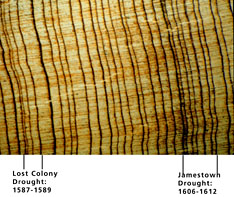 Lost Colony
Drought:
1587-1589
Jamestown
Drought:
1606-1612